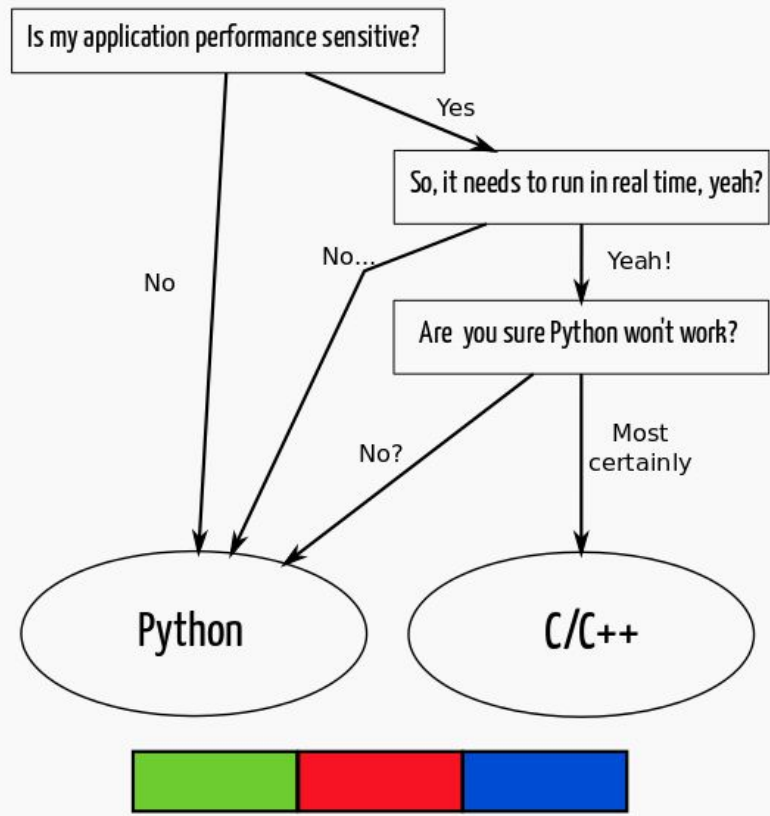 Is my application performance sensitive?
Yes
So, it needs to run in real time, yeah?
No...
Yeah!
No
Are  you sure Python won't work?
Most
certainly
No?
Python
C/C++